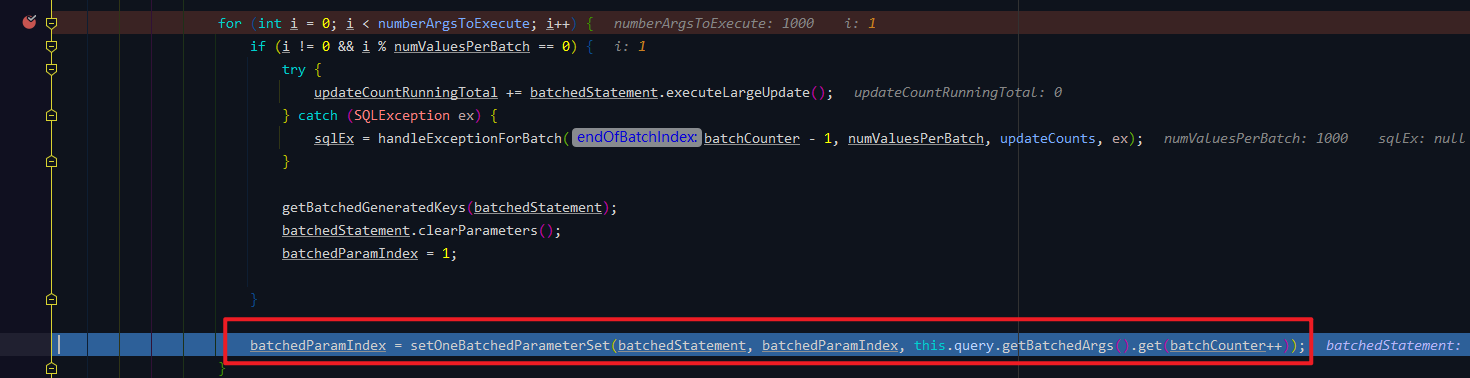 for (int i = 0; i < numberArgsToExecute; i++) {   numberArgsToExecute: 1000    i: 1
if (i != 0 && i % numValuesPerBatch == 0) {   i: 1
try {
updateCountRunningTotal += batchedStatement.executeLargeUpdate();   updateCountRunningTotal: 0
} catch (SQLException ex) {
sqlEx = handleExceptionForBatch( endOfBatchIndex: batchCounter - 1, numValuesPerBatch, updateCounts, ex);   numValuesPerBatch: 1000    sqlEx: null
}
getBatchedGeneratedKeys(batchedStatement);
batchedStatement.clearParameters();
batchedParamIndex = 1;
}
batchedParamIndex = setOneBatchedParameterSet(batchedStatement, batchedParamIndex, this.query.getBatchedArgs().get(batchCounter++));   batchedStatement:
}